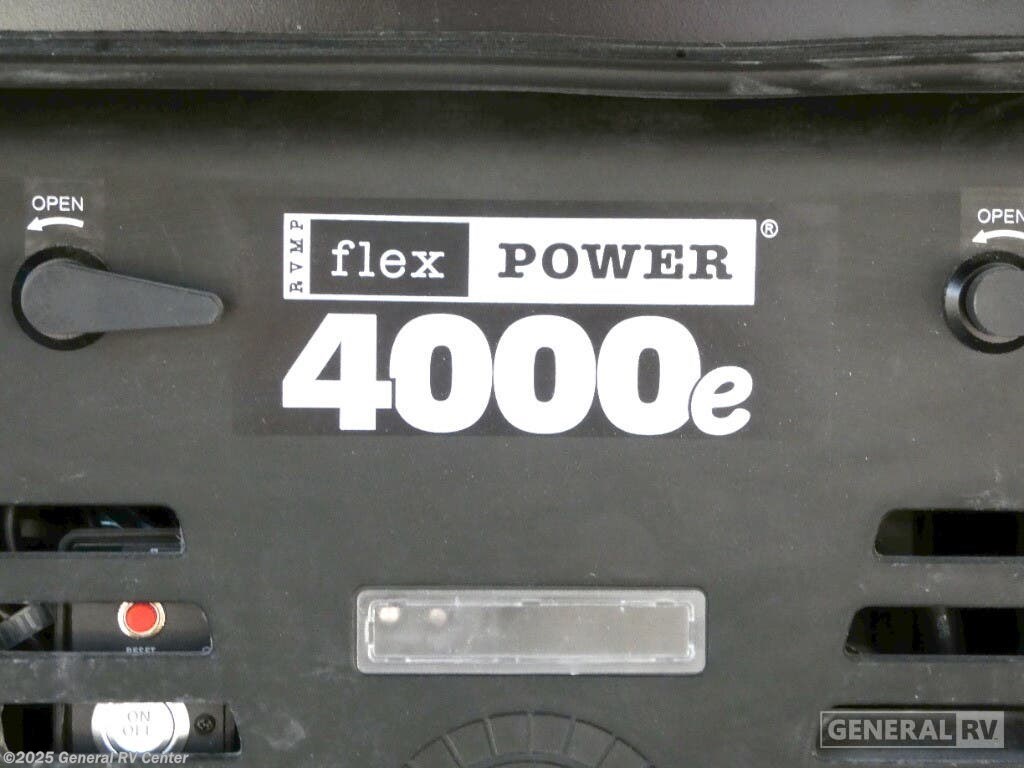 OPEN
OPEN
RVMP
flex POWER®
4000e
RESET
ON
OFF
GENERAL RV
©2025 General RV Center